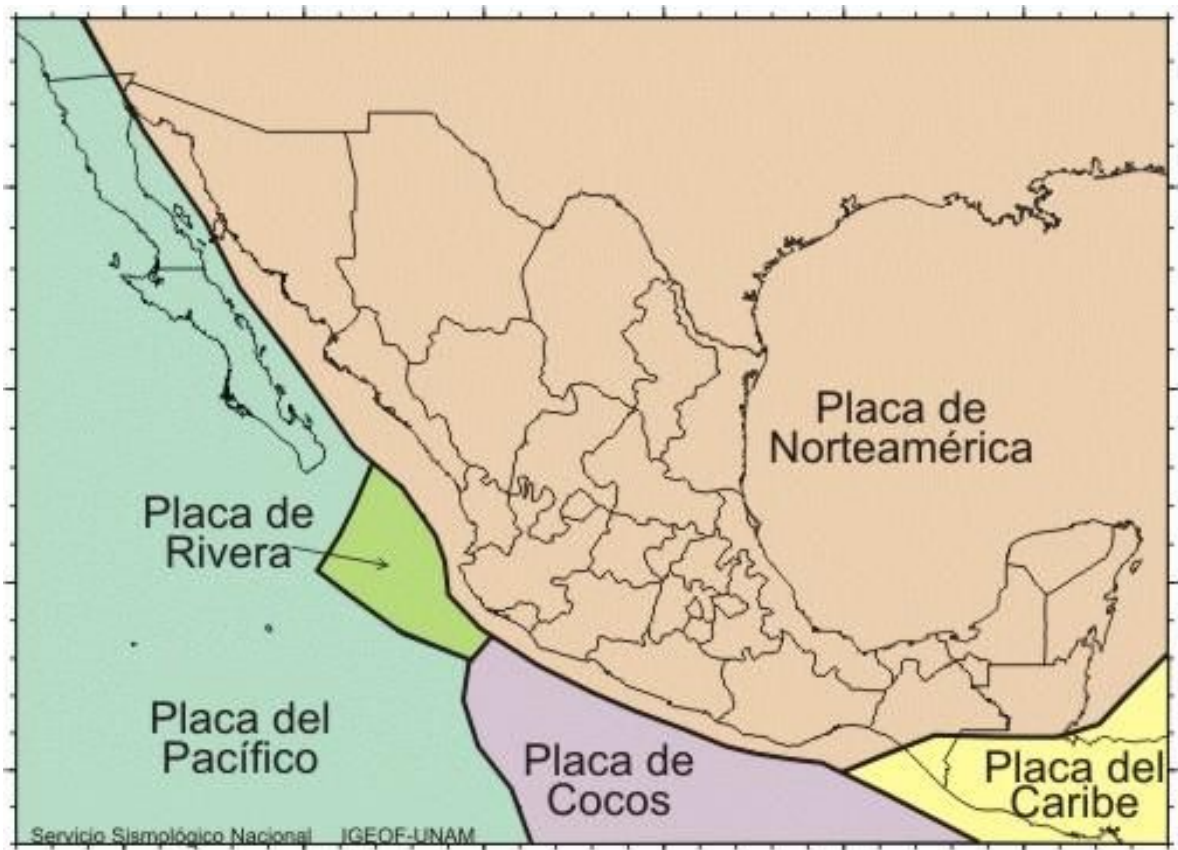 Placa de
Norteamérica
Placa de
Rivera
Placa del
Pacífico
Placa de
Cocos
Placa del
Caribe
Servicio Sismológico Nacional IGEOF-UNAM